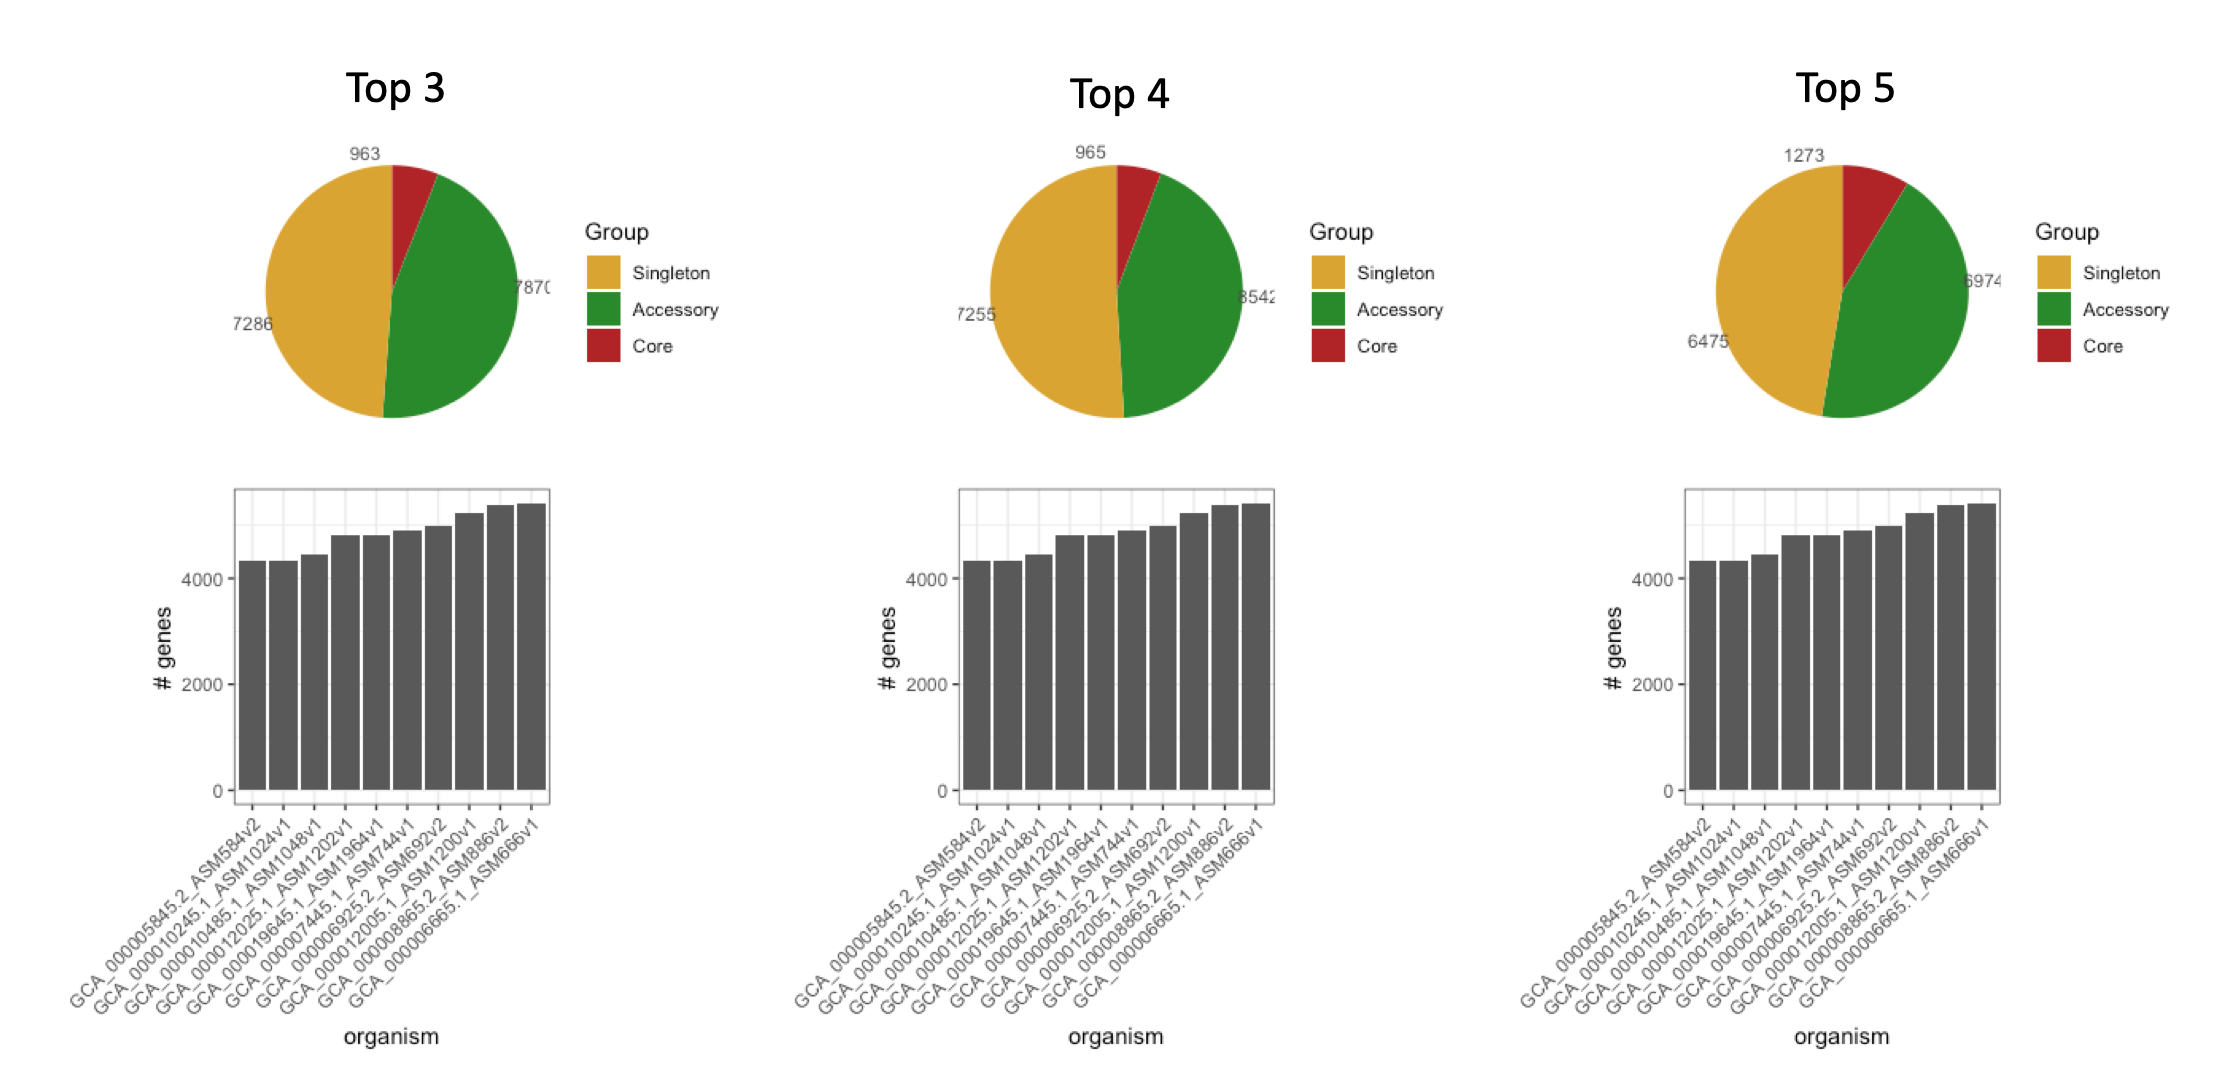 Top 3
963
7870
7286
Group
Singleton
Accessory
Core
# genes
4000
2000
0
GCA_000005845.2_ASM584v2
GCA_000010245.1_ASM1024v1
GCA_000010485.1_ASM1048v1
GCA_000012025.1_ASM1202v1
GCA_000019645.1_ASM1964v1
GCA_000007445.1_ASM744v1
GCA_000006925.2_ASM692v2
GCA_000012005.1_ASM1200v1
GCA_000008865.2_ASM886v2
GCA_000006665.1_ASM666v1
organism
Top 4
965
8542
7255
Group
Singleton
Accessory
Core
# genes
4000
2000
0
GCA_000005845.2_ASM584v2
GCA_000010245.1_ASM1024v1
GCA_000010485.1_ASM1048v1
GCA_000012025.1_ASM1202v1
GCA_000019645.1_ASM1964v1
GCA_000007445.1_ASM744v1
GCA_000006925.2_ASM692v2
GCA_000012005.1_ASM1200v1
GCA_000008865.2_ASM886v2
GCA_000006665.1_ASM666v1
organism
Top 5
1273
6974
6475
Group
Singleton
Accessory
Core
# genes
4000
2000
0
GCA_000005845.2_ASM584v2
GCA_000010245.1_ASM1024v1
GCA_000010485.1_ASM1048v1
GCA_000012025.1_ASM1202v1
GCA_000019645.1_ASM1964v1
GCA_000007445.1_ASM744v1
GCA_000006925.2_ASM692v2
GCA_000012005.1_ASM1200v1
GCA_000008865.2_ASM886v2
GCA_000006665.1_ASM666v1
organism